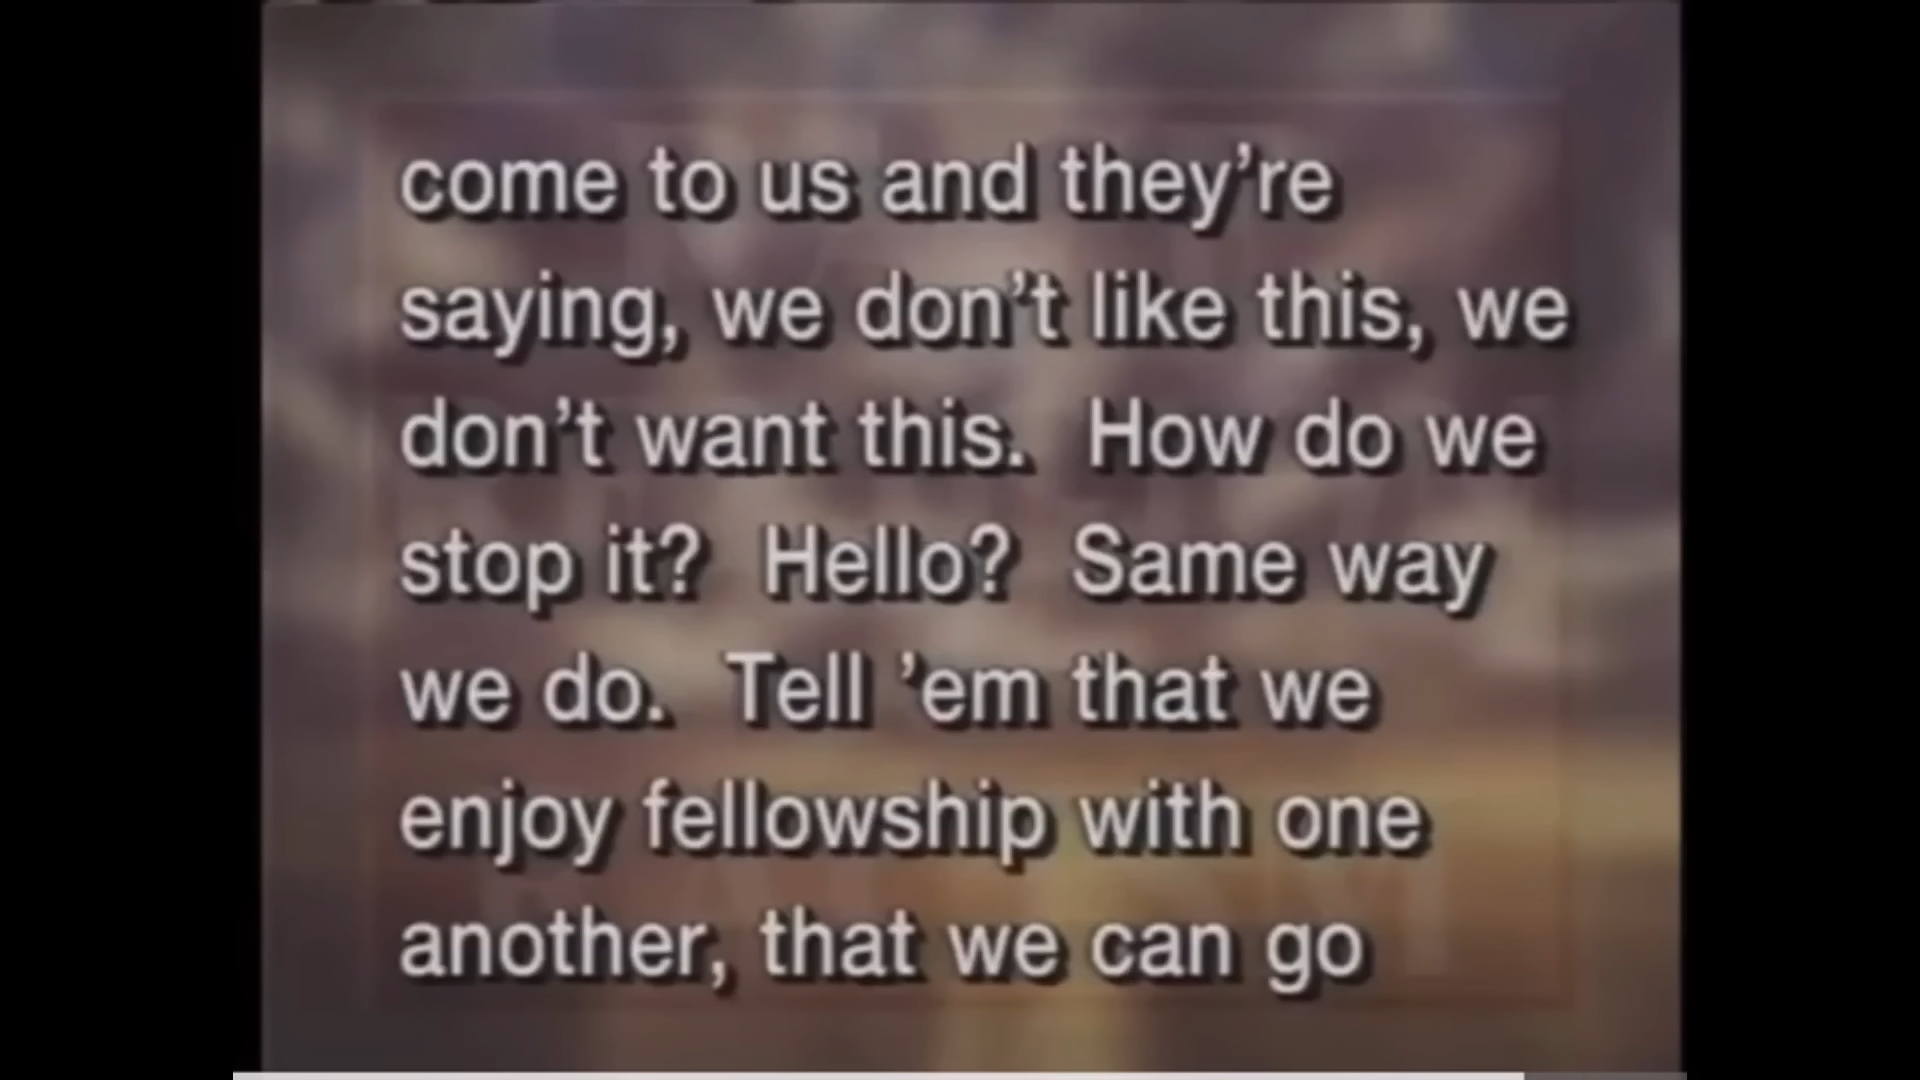 come to us and they’re
saying, we don’t like this, we
don’t want this.  How do we
stop it?  Hello?  Same way
we do.  Tell ’em that we
enjoy fellowship with one
another, that we can go